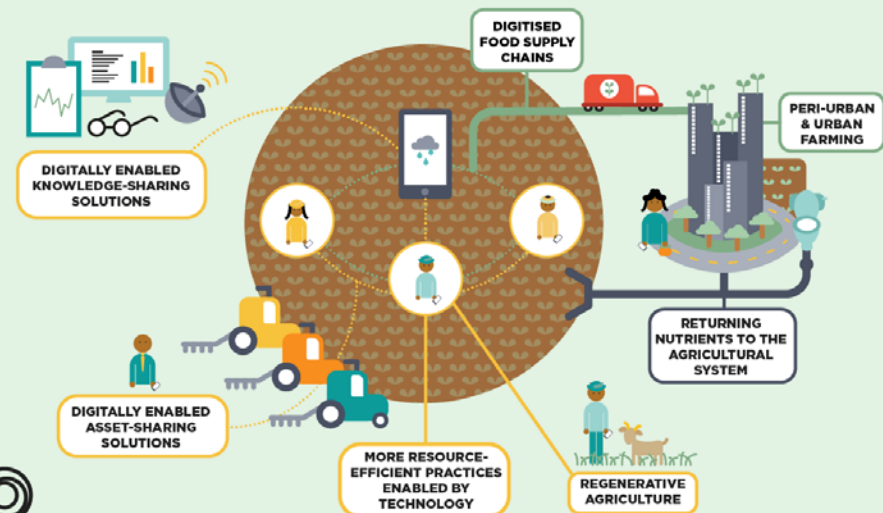 DIGITISED
FOOD SUPPLY
CHAINS
PERI-URBAN
& URBAN
FARMING
DIGITALLY ENABLED
KNOWLEDGE-SHARING
SOLUTIONS
RETURNING
NUTRIENTS TO THE
AGRICULTURAL
SYSTEM
DIGITALLY ENABLED
ASSET-SHARING
SOLUTIONS
MORE RESOURCE-
EFFICIENT PRACTICES
ENABLED BY
TECHNOLOGY
REGENERATIVE
AGRICULTURE